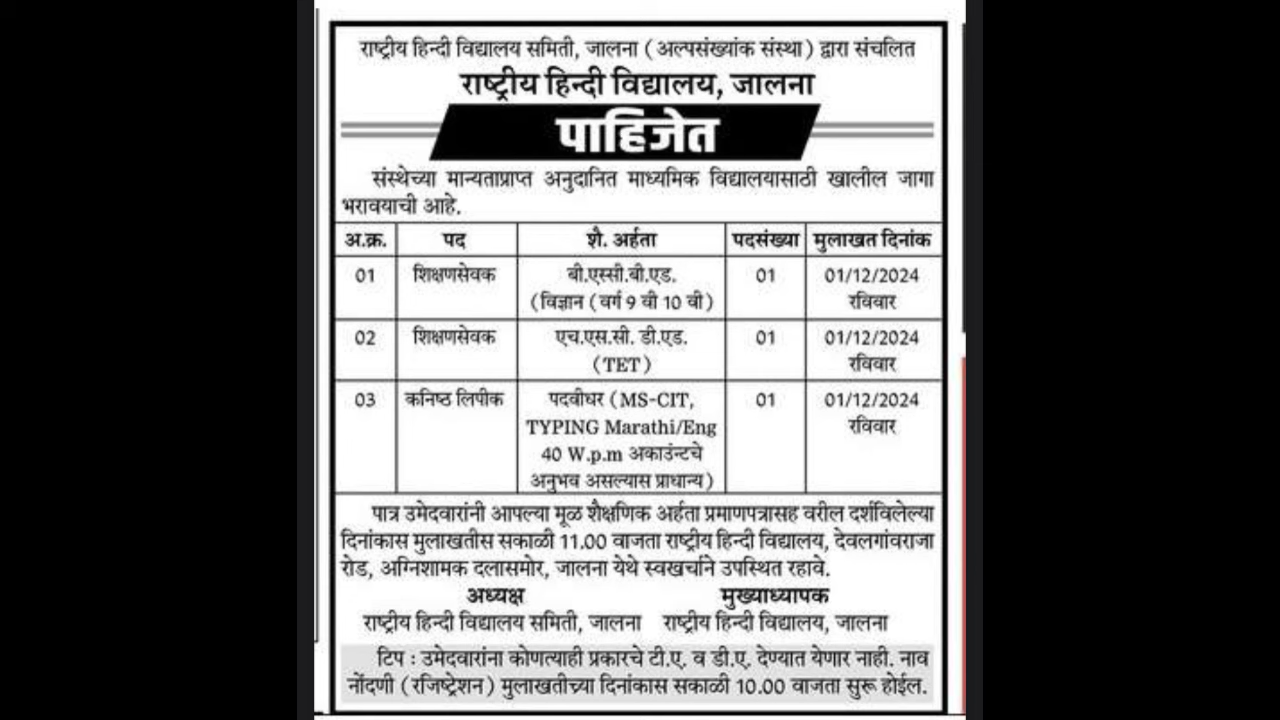 राष्ट्रीय हिन्दी विद्यालय समिती, जालना (अल्पसंख्यांक संस्था) द्वारा संचलित
राष्ट्रीय हिन्दी विद्यालय, जालना
पाहिजेत
संस्थेच्या मान्यताप्राप्त अनुदानित माध्यमिक विद्यालयासाठी खालील जागा
भरावयाची आहे.
अ.क्र. पद शै. अर्हता पदसंख्या मुलाखत दिनांक
01 शिक्षणसेवक बी.एस्सी.बी.एड. 01 01/12/2024
(विज्ञान (वर्ग 9 वी 10 वी) रविवार
02 शिक्षणसेवक एच.एस.सी. डी.एड. 01 01/12/2024
(TET) रविवार
03 कनिष्ठ लिपीक पदवीधर (MS-CIT, 01 01/12/2024
TYPING Marathi/Eng रविवार
40 W.p.m अकाउंन्टचे
अनुभव असल्यास प्राधान्य)
पात्र उमेदवारांनी आपल्या मूळ शैक्षणिक अर्हता प्रमाणपत्रासह वरील दर्शविलेल्या
दिनांकास मुलाखतीस सकाळी 11.00 वाजता राष्ट्रीय हिन्दी विद्यालय, देवलगांवराजा
रोड, अग्निशामक दलासमोर, जालना येथे स्वखर्चाने उपस्थित रहावे.
अध्यक्ष मुख्याध्यापक
राष्ट्रीय हिन्दी विद्यालय समिती, जालना राष्ट्रीय हिन्दी विद्यालय, जालना
टिप : उमेदवारांना कोणत्याही प्रकारचे टी.ए. व डी.ए. देण्यात येणार नाही. नाव
नोंदणी (रजिष्ट्रेशन) मुलाखतीच्या दिनांकास सकाळी 10.00 वाजता सुरू होईल.